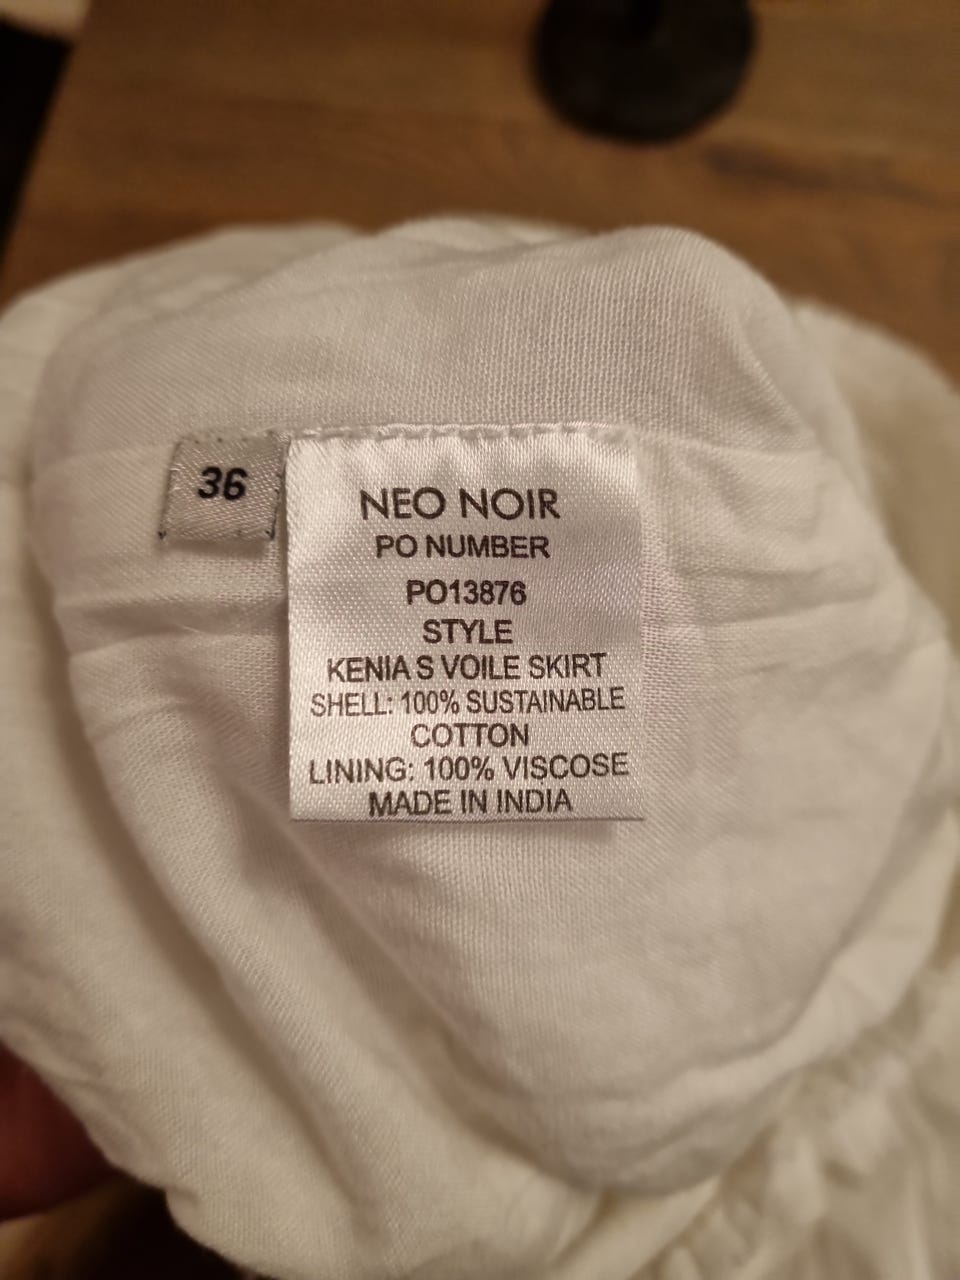 36
NEO NOIR
PO NUMBER
PO13876
STYLE
KENIA S VOILE SKIRT
SHELL: 100% SUSTAINABLE
COTTON
LINING: 100% VISCOSE
MADE IN INDIA